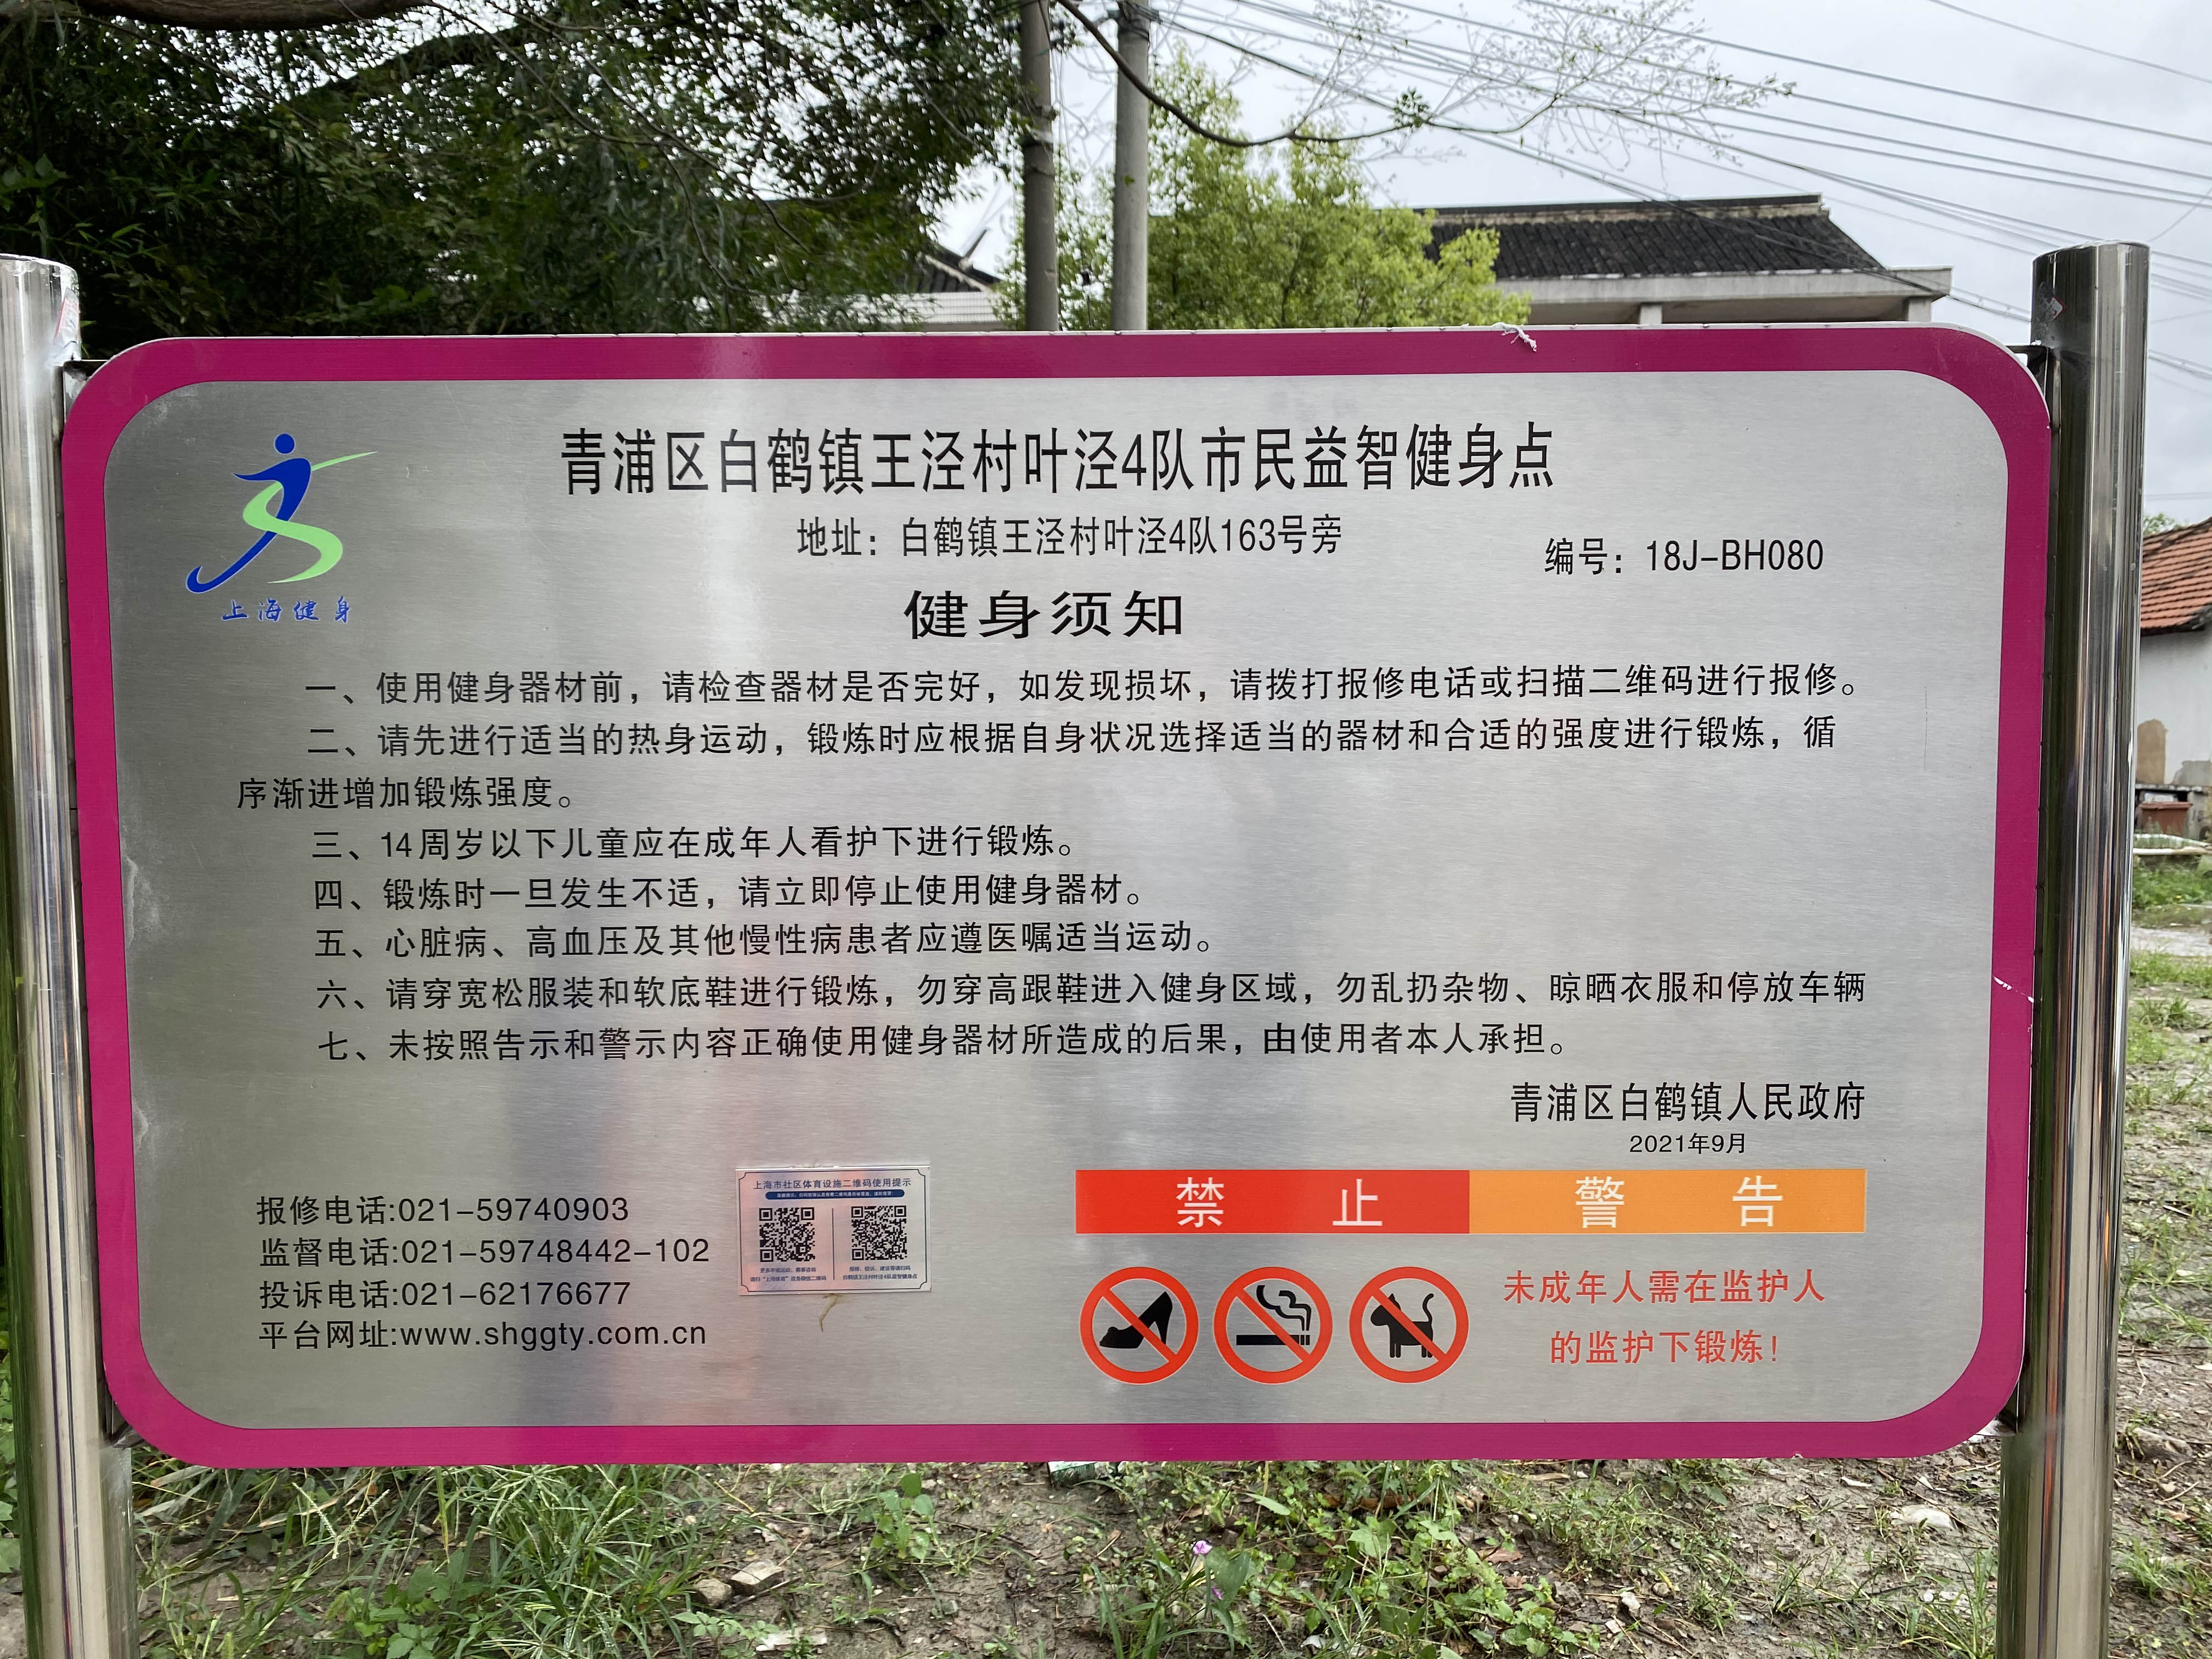 青浦区白鹤镇王泾村叶泾4队市民益智健身点
地址：白鹤镇王泾村叶泾4队163号旁
编号：18J-BH080
上海健身
健身须知
一、使用健身器材前，请检查器材是否完好，如发现损坏，请拨打报修电话或扫描二维码进行报修。
二、请先进行适当的热身运动，锻炼时应根据自身状况选择适当的器材和合适的强度进行锻炼，循
序渐进增加锻炼强度。
三、14周岁以下儿童应在成年人看护下进行锻炼。
四、锻炼时一旦发生不适，请立即停止使用健身器材。
五、心脏病、高血压及其他慢性病患者应遵医嘱适当运动。
六、请穿宽松服装和软底鞋进行锻炼，勿穿高跟鞋进入健身区域，勿乱扔杂物、晾晒衣服和停放车辆
七、未按照告示和警示内容正确使用健身器材所造成的后果，由使用者本人承担。
青浦区白鹤镇人民政府
2021年9月
报修电话:021-59740903
监督电话:021-59748442-102
投诉电话:021-62176677
平台网址:www.shggty.com.cn
上海市社区体育设施二维码使用提示
禁 止
警 告
未成年人需在监护人
的监护下锻炼!